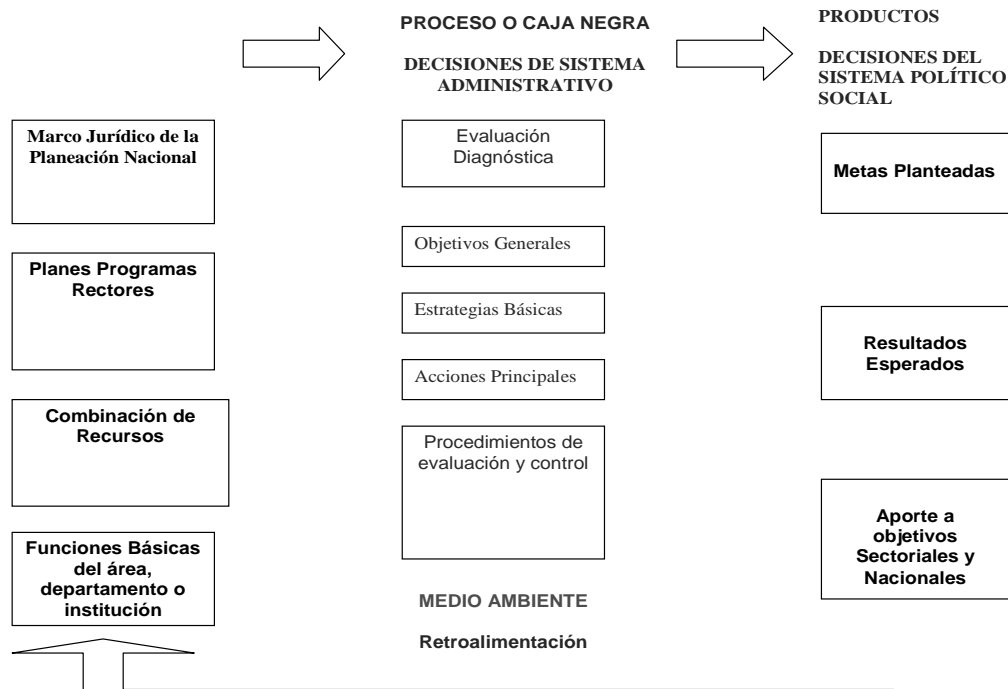 PROCESO O CAJA NEGRA
DECISIONES DE SISTEMA
ADMINISTRATIVO
PRODUCTOS
DECISIONES DEL
SISTEMA POLÍTICO
SOCIAL
Marco Jurídico de la
Planeación Nacional
Planes Programas
Rectores
Combinación de
Recursos
Funciones Básicas
del área,
departamento o
institución
Evaluación
Diagnóstica
Objetivos Generales
Estrategias Básicas
Acciones Principales
Procedimientos de
evaluación y control
MEDIO AMBIENTE
Retroalimentación
Metas Planteadas
Resultados
Esperados
Aporte a
objetivos
Sectoriales y
Nacionales